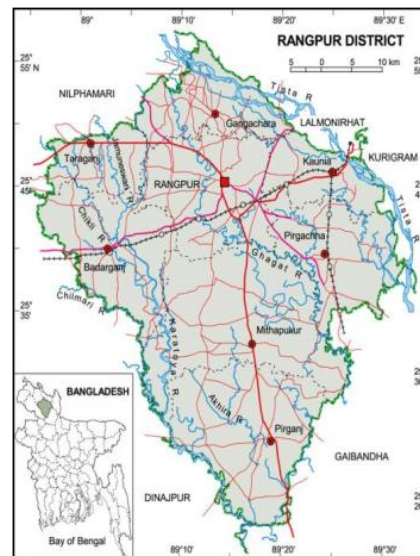 89° 89°10' 89°20' 89°30' E
RANGPUR DISTRICT
5 0 5 10 km
25°
55' N
NILPHAMARI
Tista R
LALMONIRHAT
Gangachara
Taraganj
Jamuneswari R
Kaunia
KURIGRAM
RANGPUR
25°
45'
Chikli R
Tista R
Pirgachha
Ghagat R
Badarganj
Chilmari R
25°
35'
Mithapukur
Karatoya R
Akhira R
Pirganj
BANGLADESH
GAIBANDHA
DINAJPUR
Bay of Bengal
89°10' 89°20' 89°30' E